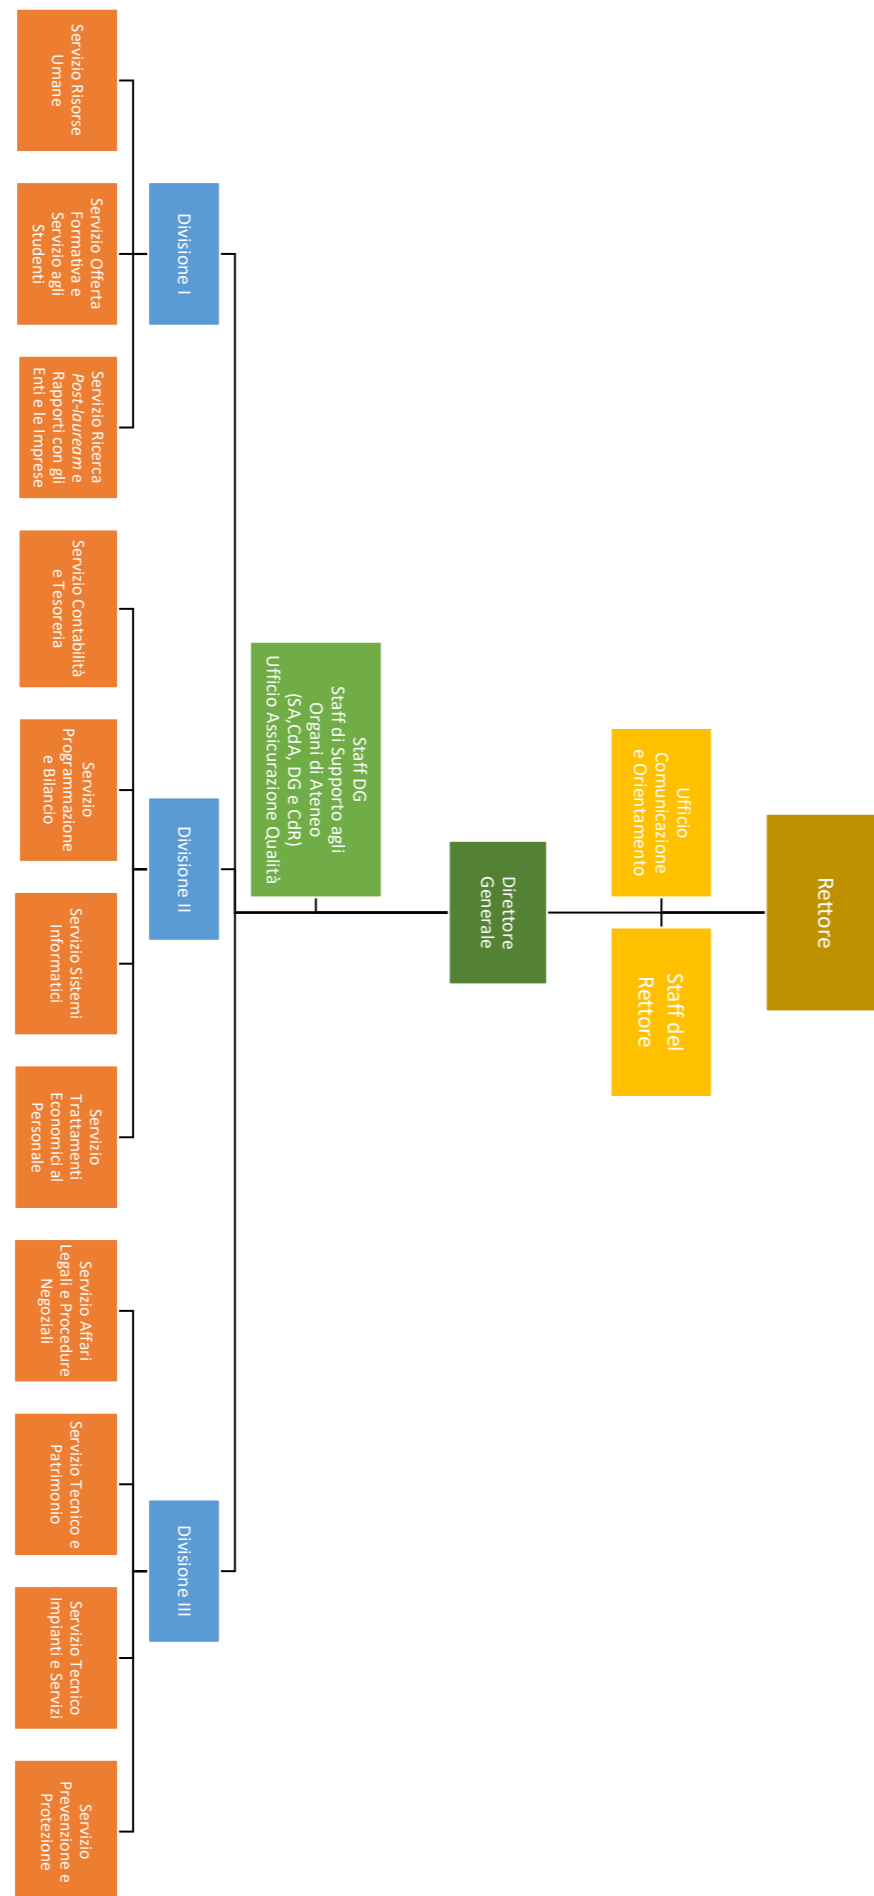 Rettore
Ufficio
Comunicazione
e Orientamento
Staff del
Rettore
Direttore
Generale
Staff DG
Staff di Supporto agli
Organi di Ateneo
(SA,CdA, DG e CdR)
Ufficio Assicurazione Qualità
Divisione I
Divisione II
Divisione III
Servizio Risorse
Umane
Servizio Offerta
Formativa e
Servizio agli
Studenti
Servizio Ricerca
Post-lauream e
Rapporti con gli
Enti e le Imprese
Servizio Contabilità
e Tesoreria
Servizio
Programmazione
e Bilancio
Servizio Sistemi
Informatici
Servizio
Trattamenti
Economici al
Personale
Servizio Affari
Legali e Procedure
Negoziali
Servizio Tecnico e
Patrimonio
Servizio Tecnico
Impianti e Servizi
Servizio
Prevenzione e
Protezione